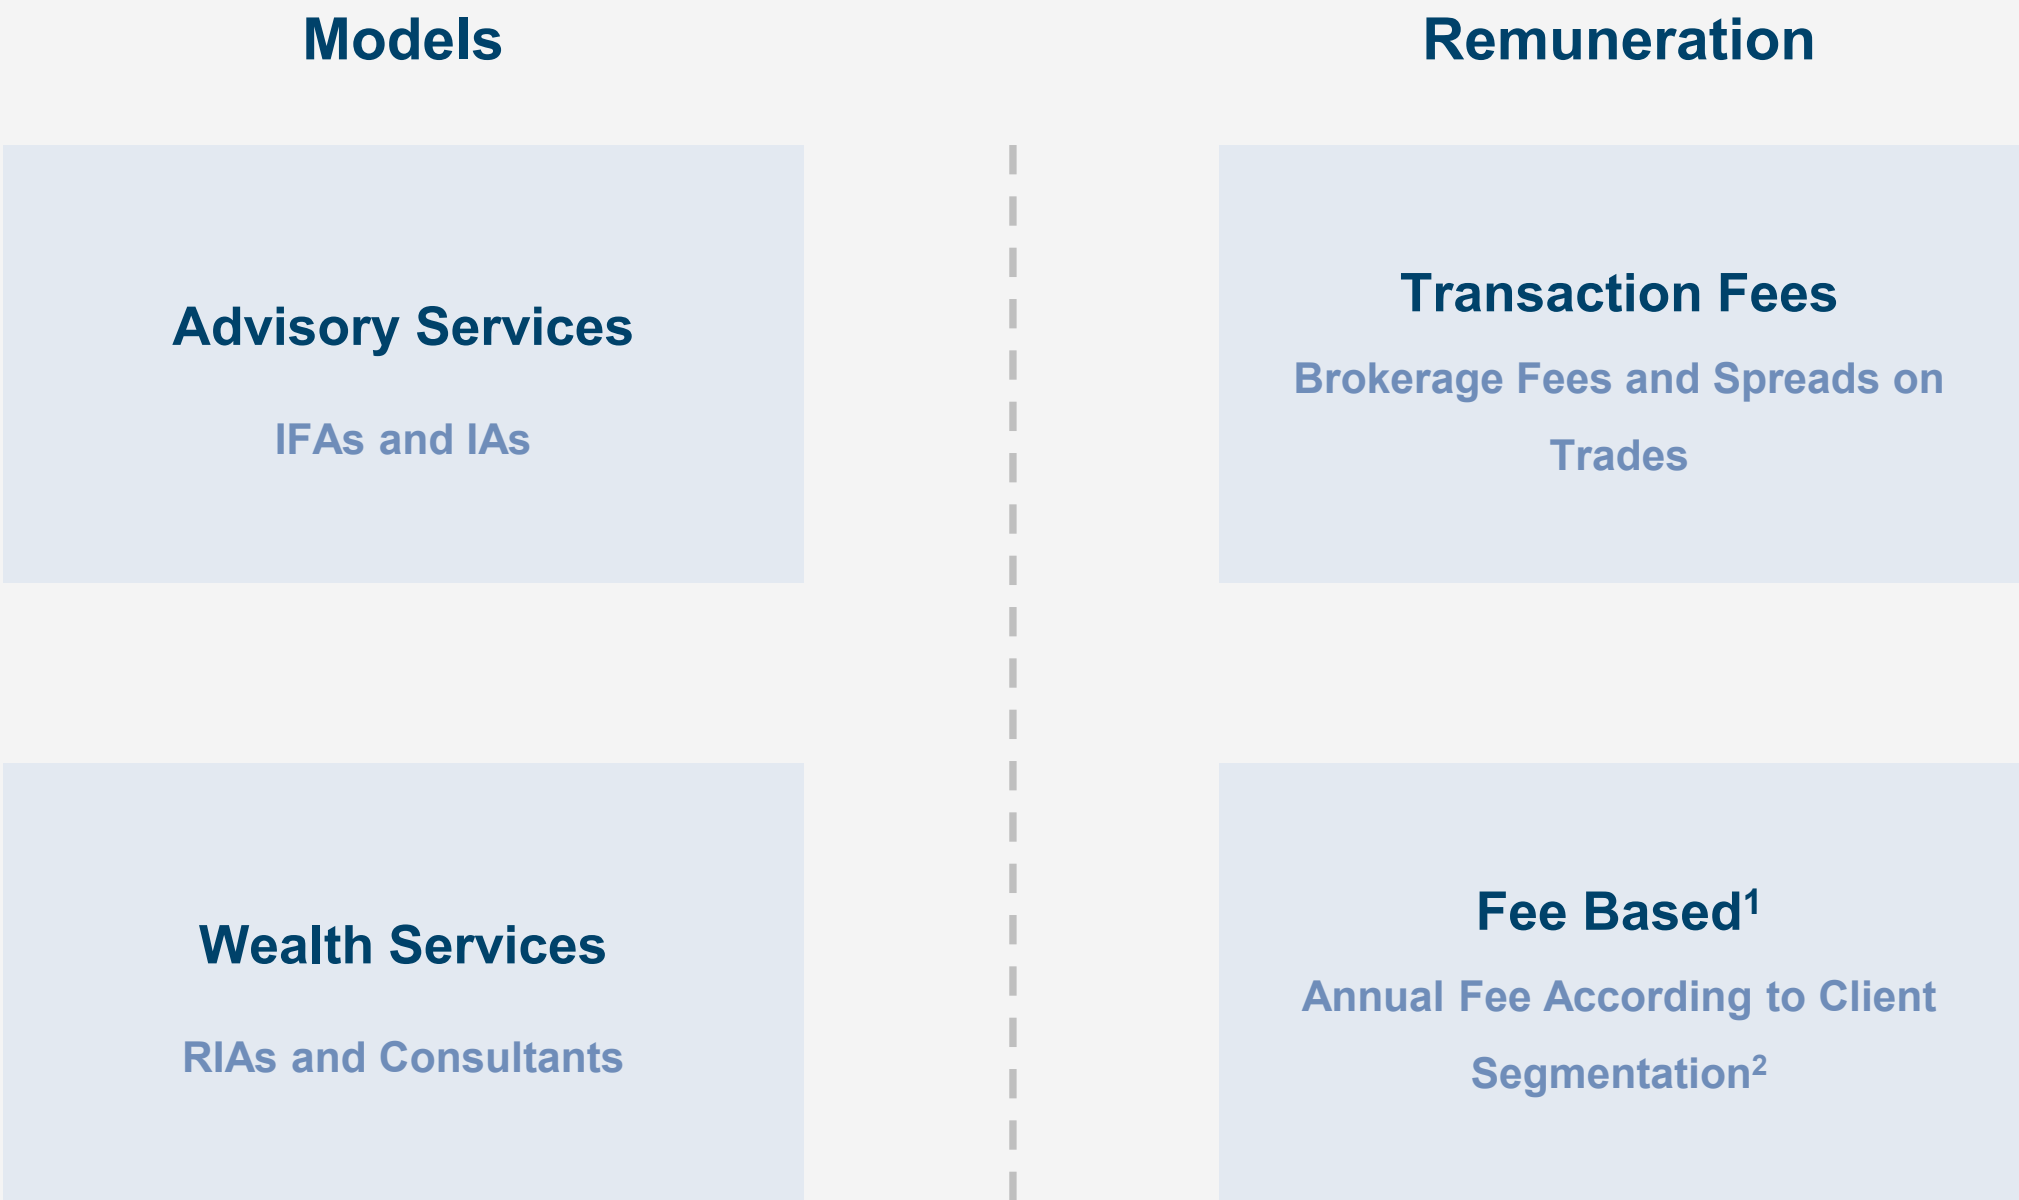 Models
Remuneration
Advisory Services
IFAs and IAs
Transaction Fees
Brokerage Fees and Spreads on
Trades
Wealth Services
RIAs and Consultants
Fee Based¹
Annual Fee According to Client
Segmentation²